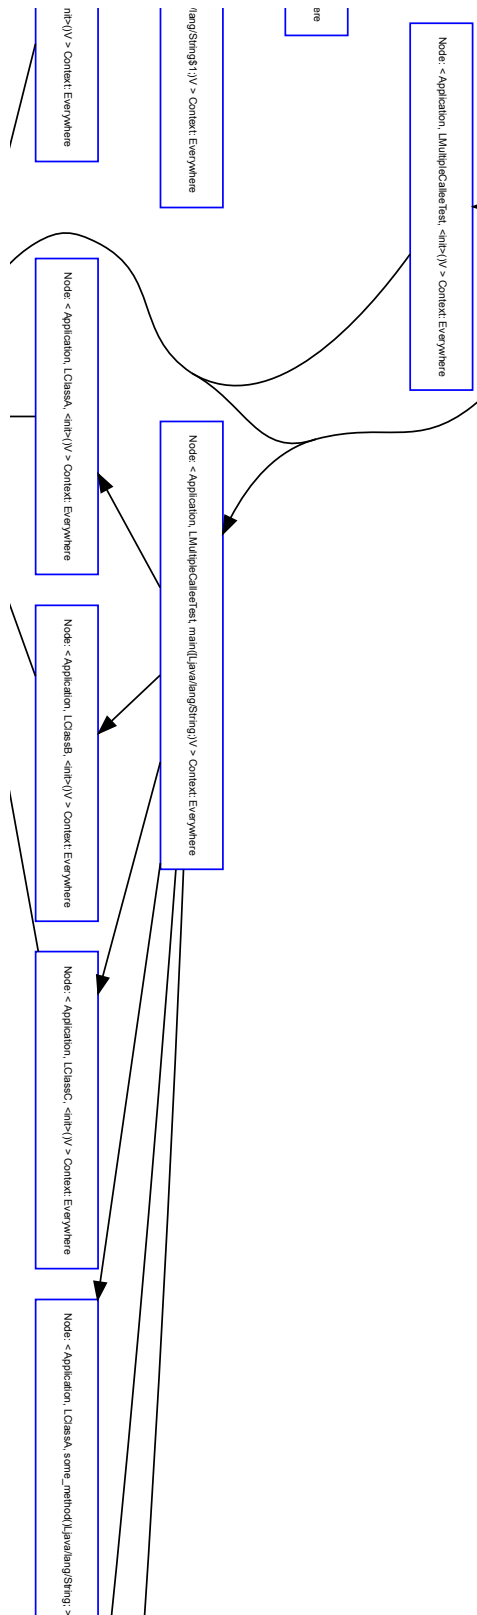 nit>()V > Context: Everywhere
/lang/String$1;)V > Context: Everywhere
ere
Node: < Application, LMultipleCalleeTest, <init>()V > Context: Everywhere
Node: < Application, LClassA, <init>()V > Context: Everywhere
Node: < Application, LMultipleCalleeTest, main([Ljava/lang/String;)V > Context: Everywhere
Node: < Application, LClassB, <init>()V > Context: Everywhere
Node: < Application, LClassC, <init>()V > Context: Everywhere
Node: < Application, LClassA, some_method()Ljava/lang/String; >